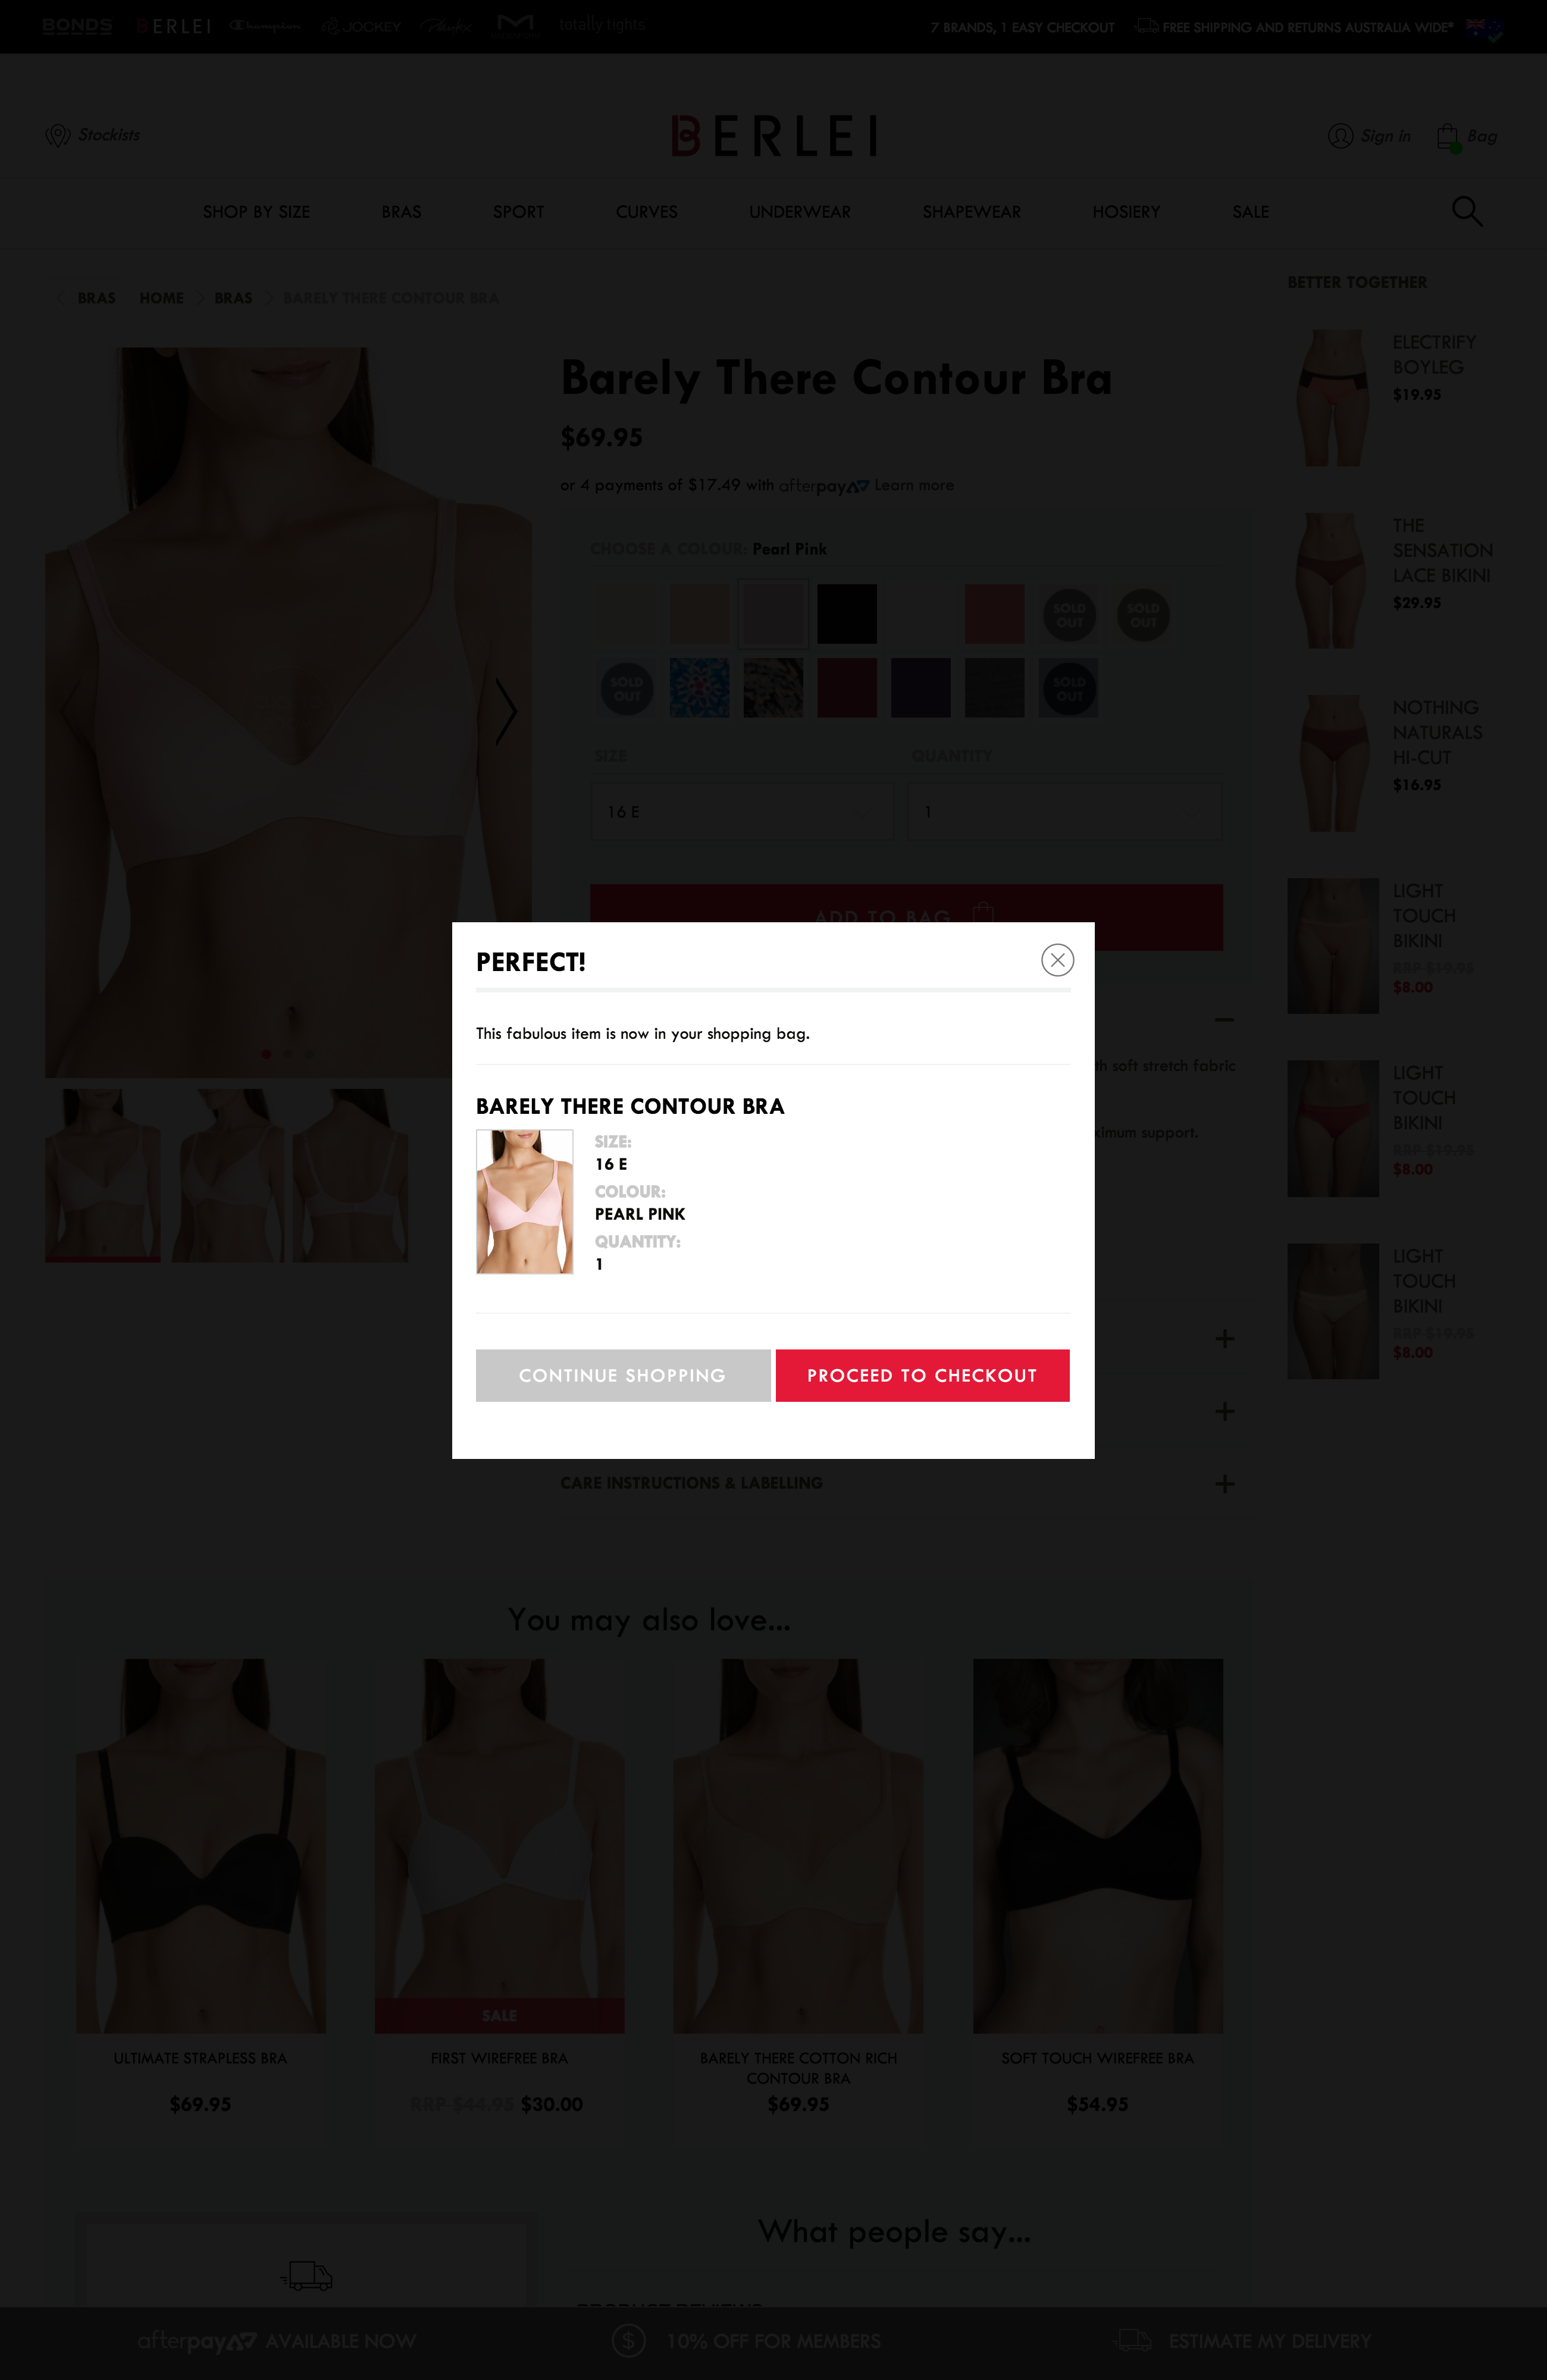 BONDS
BERLEI
Champion
JOCKEY
Playtex
totally tights
7 BRANDS, 1 EASY CHECKOUT
FREE SHIPPING AND RETURNS AUSTRALIA WIDE*
Stockists
BERLEI
Sign in
Bag
SHOP BY SIZE
BRAS
SPORT
CURVES
UNDERWEAR
SHAPEWEAR
HOSIERY
SALE
BRAS HOME BRAS BARELY THERE CONTOUR BRA
Barely There Contour Bra
$69.95
or 4 payments of $17.49 with afterpay Learn more
CHOOSE A COLOUR: Pearl Pink
SOLD
OUT
SOLD
OUT
SOLD
OUT
SOLD
OUT
SIZE
QUANTITY
16 E
1
ADD TO BAG
th soft stretch fabric
ximum support.
PERFECT!
This fabulous item is now in your shopping bag.
BARELY THERE CONTOUR BRA
SIZE:
16 E
COLOUR:
PEARL PINK
QUANTITY:
1
CONTINUE SHOPPING
PROCEED TO CHECKOUT
CARE INSTRUCTIONS & LABELLING
BETTER TOGETHER
ELECTRIFY
BOYLEG
$19.95
THE
SENSATION
LACE BIKINI
$29.95
NOTHING
NATURALS
HI-CUT
$16.95
LIGHT
TOUCH
BIKINI
RRP $19.95
$8.00
LIGHT
TOUCH
BIKINI
RRP $19.95
$8.00
LIGHT
TOUCH
BIKINI
RRP $19.95
$8.00
You may also love...
SALE
ULTIMATE STRAPLESS BRA
$69.95
FIRST WIREFREE BRA
RRP $44.95 $30.00
BARELY THERE COTTON RICH
CONTOUR BRA
$69.95
SOFT TOUCH WIREFREE BRA
$54.95
What people say...
PRODUCT REVIEWS
afterpay AVAILABLE NOW
$ 10% OFF FOR MEMBERS
ESTIMATE MY DELIVERY